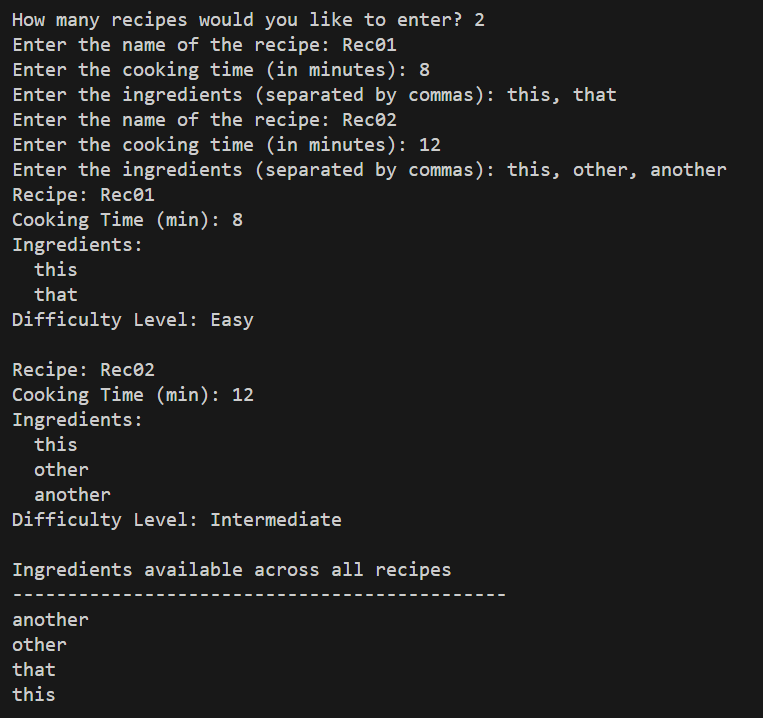 How many recipes would you like to enter? 2
Enter the name of the recipe: Rec01
Enter the cooking time (in minutes): 8
Enter the ingredients (separated by commas): this, that
Enter the name of the recipe: Rec02
Enter the cooking time (in minutes): 12
Enter the ingredients (separated by commas): this, other, another
Recipe: Rec01
Cooking Time (min): 8
Ingredients:
  this
  that
Difficulty Level: Easy

Recipe: Rec02
Cooking Time (min): 12
Ingredients:
  this
  other
  another
Difficulty Level: Intermediate

Ingredients available across all recipes
---------------------------------------------
another
other
that
this